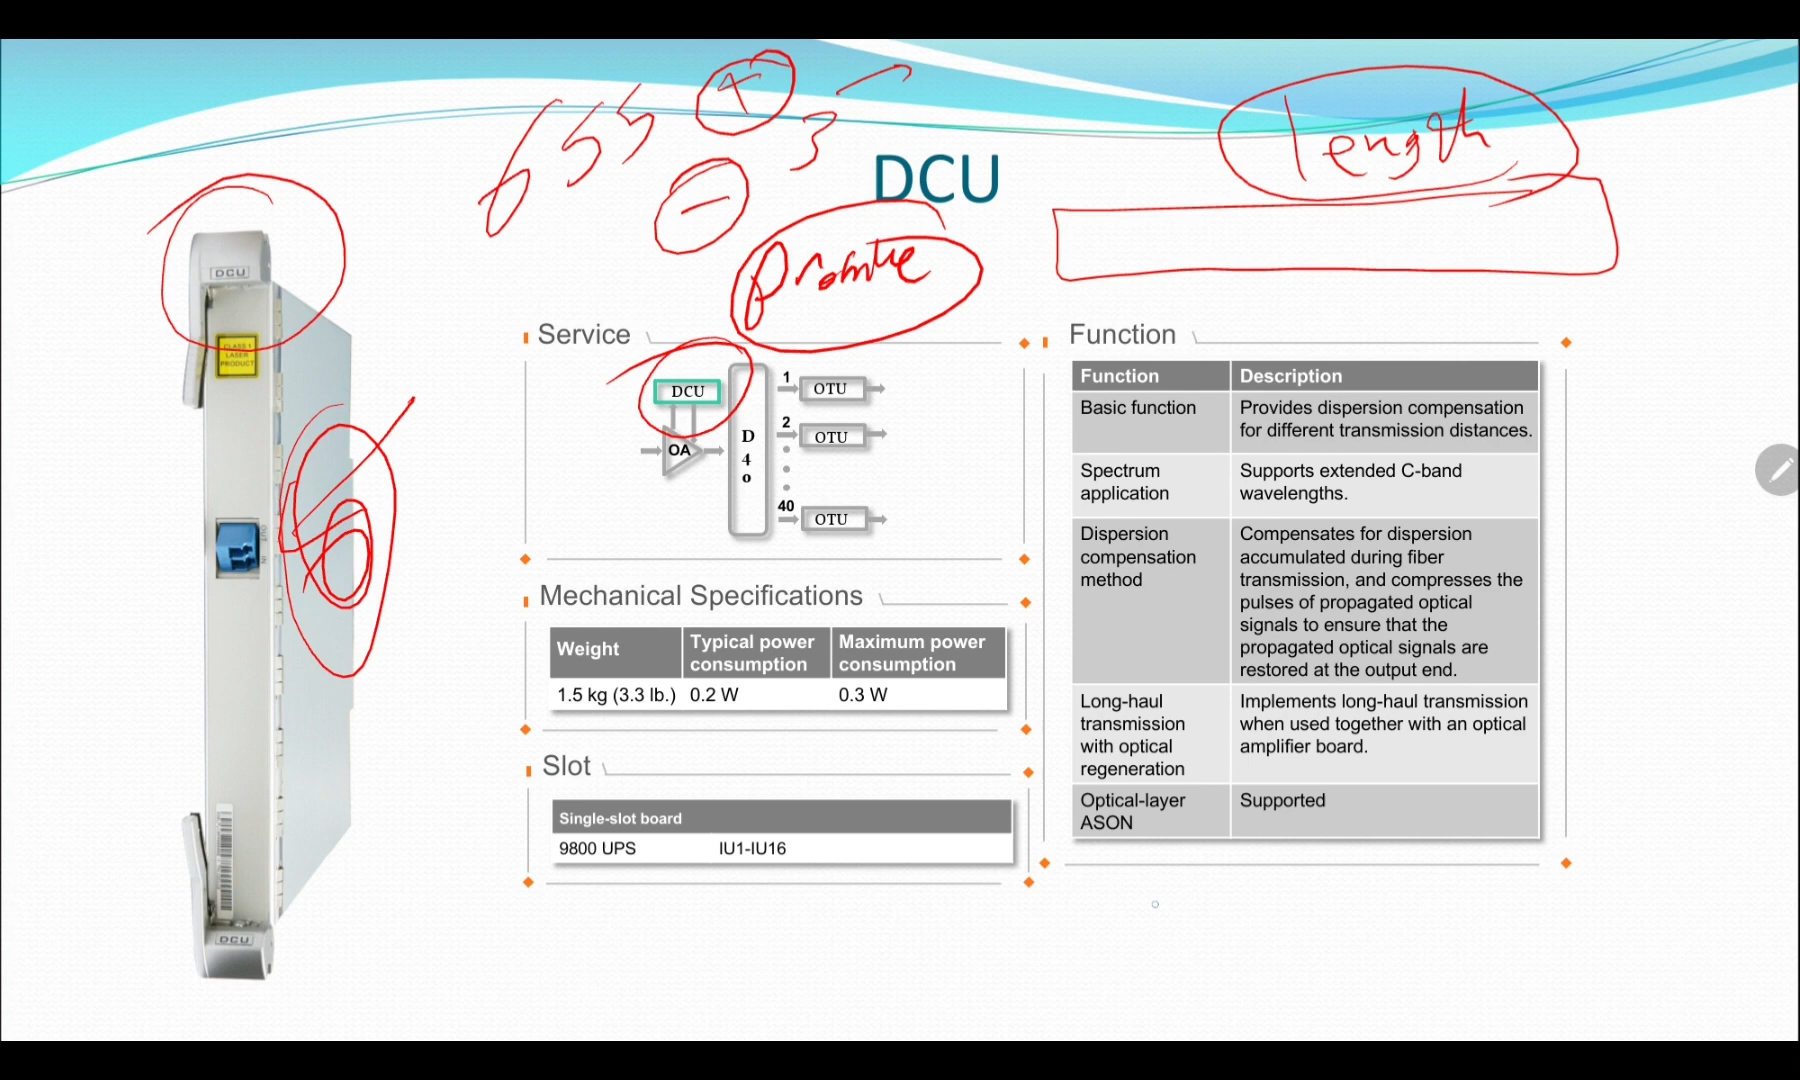 655
+
3
−
length
DCU
DCU
CLASS 1
LASER
PRODUCT
OUT IN
DCU
Service
DCU
OA
D
4
0
1
OTU
2
OTU
40
OTU
Mechanical Specifications
Weight Typical power consumption Maximum power consumption
1.5 kg (3.3 lb.) 0.2 W 0.3 W
Slot
Single-slot board
9800 UPS IU1-IU16
Function
Function Description
Basic function Provides dispersion compensation
for different transmission distances.
Spectrum Supports extended C-band
application wavelengths.
Dispersion Compensates for dispersion
compensation accumulated during fiber
method transmission, and compresses the
pulses of propagated optical
signals to ensure that the
propagated optical signals are
restored at the output end.
Long-haul Implements long-haul transmission
transmission when used together with an optical
with optical amplifier board.
regeneration
Optical-layer Supported
ASON